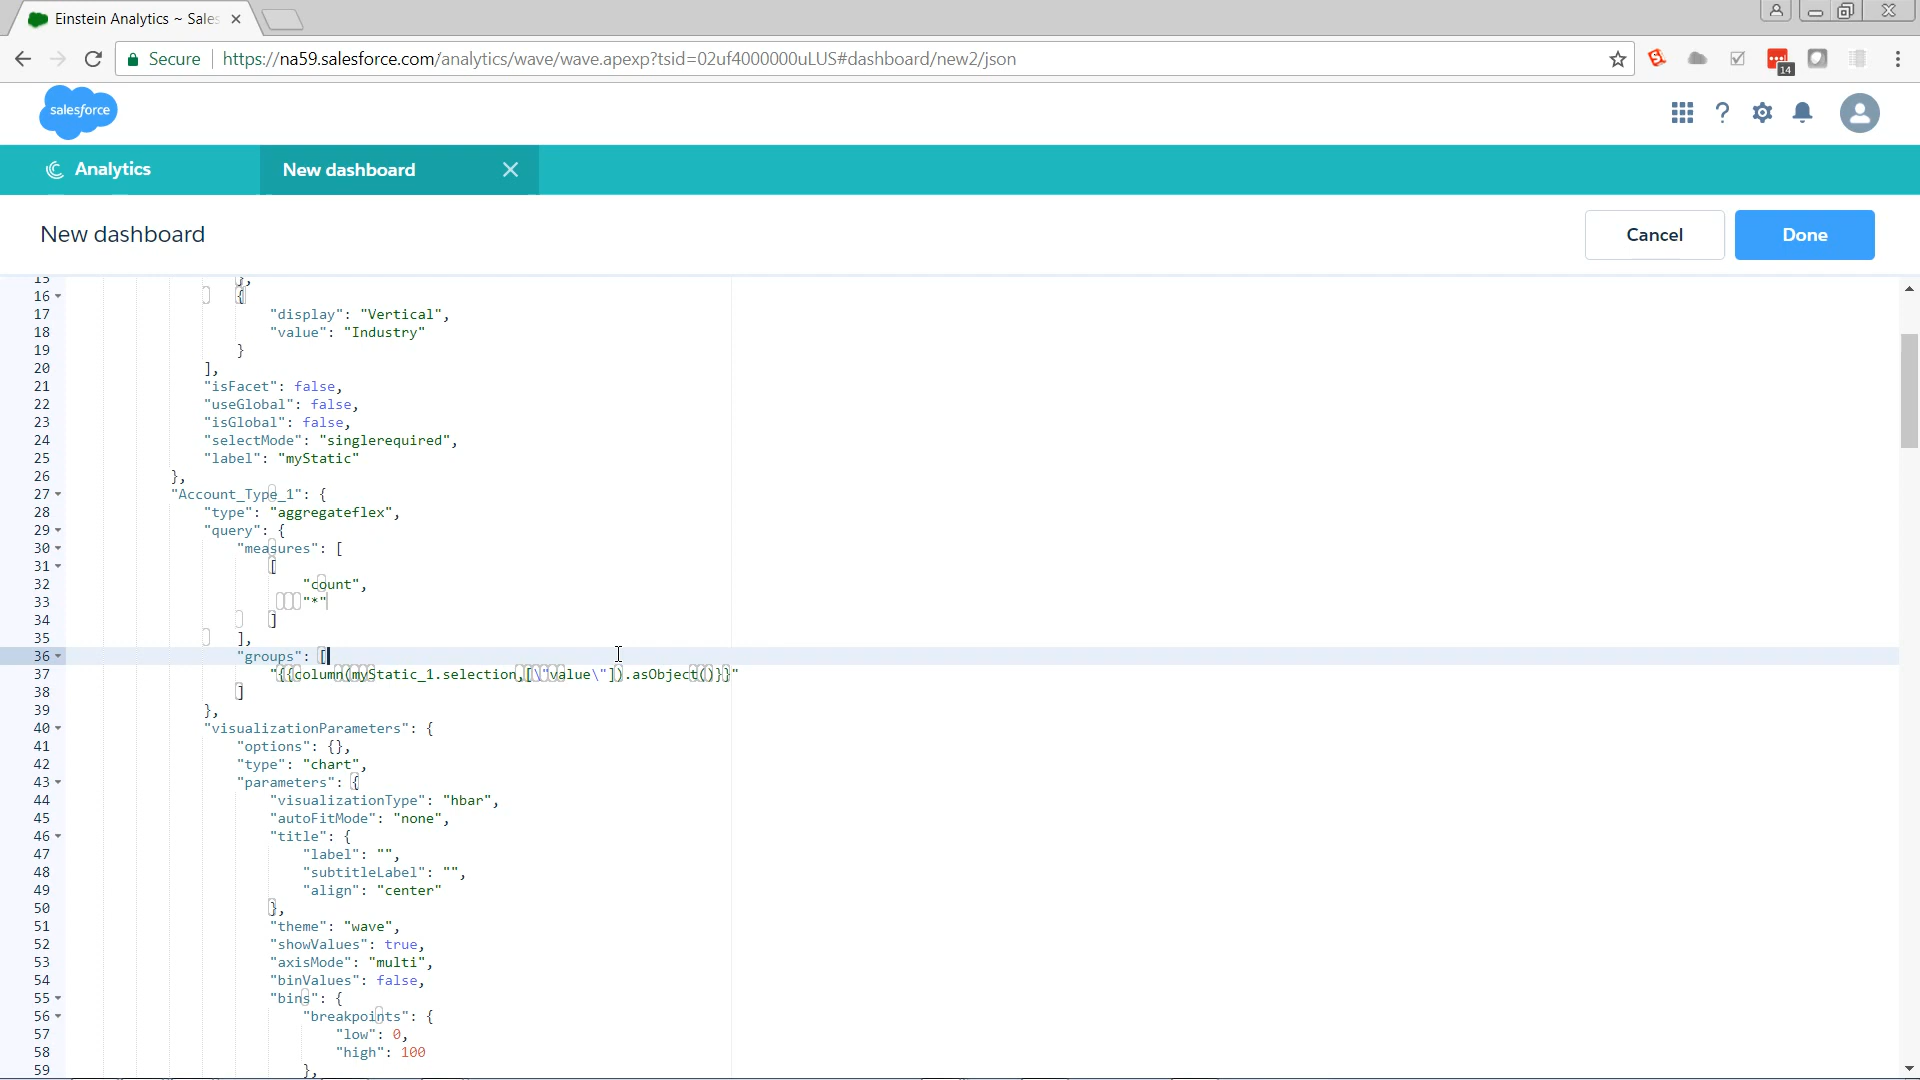 Einstein Analytics ~ Sales
Secure
https://na59.salesforce.com/analytics/wave/wave.apexp?tsid=02uf4000000uLUS#dashboard/new2/json
14
salesforce
Analytics
New dashboard
New dashboard
Cancel
Done
15 },
16 {
17 "display": "Vertical",
18 "value": "Industry"
19 }
20 ],
21 "isFacet": false,
22 "useGlobal": false,
23 "isGlobal": false,
24 "selectMode": "singlerequired",
25 "label": "myStatic"
26 },
27 "Account_Type_1": {
28 "type": "aggregateflex",
29 "query": {
30 "measures": [
31 [
32 "count",
33 "*"
34 ]
35 ],
36 "groups": [
37 "{{column(myStatic_1.selection,[\"value\"]).asObject()}}"
38 ]
39 },
40 "visualizationParameters": {
41 "options": {},
42 "type": "chart",
43 "parameters": {
44 "visualizationType": "hbar",
45 "autoFitMode": "none",
46 "title": {
47 "label": "",
48 "subtitleLabel": "",
49 "align": "center"
50 },
51 "theme": "wave",
52 "showValues": true,
53 "axisMode": "multi",
54 "binValues": false,
55 "bins": {
56 "breakpoints": {
57 "low": 0,
58 "high": 100
59 },